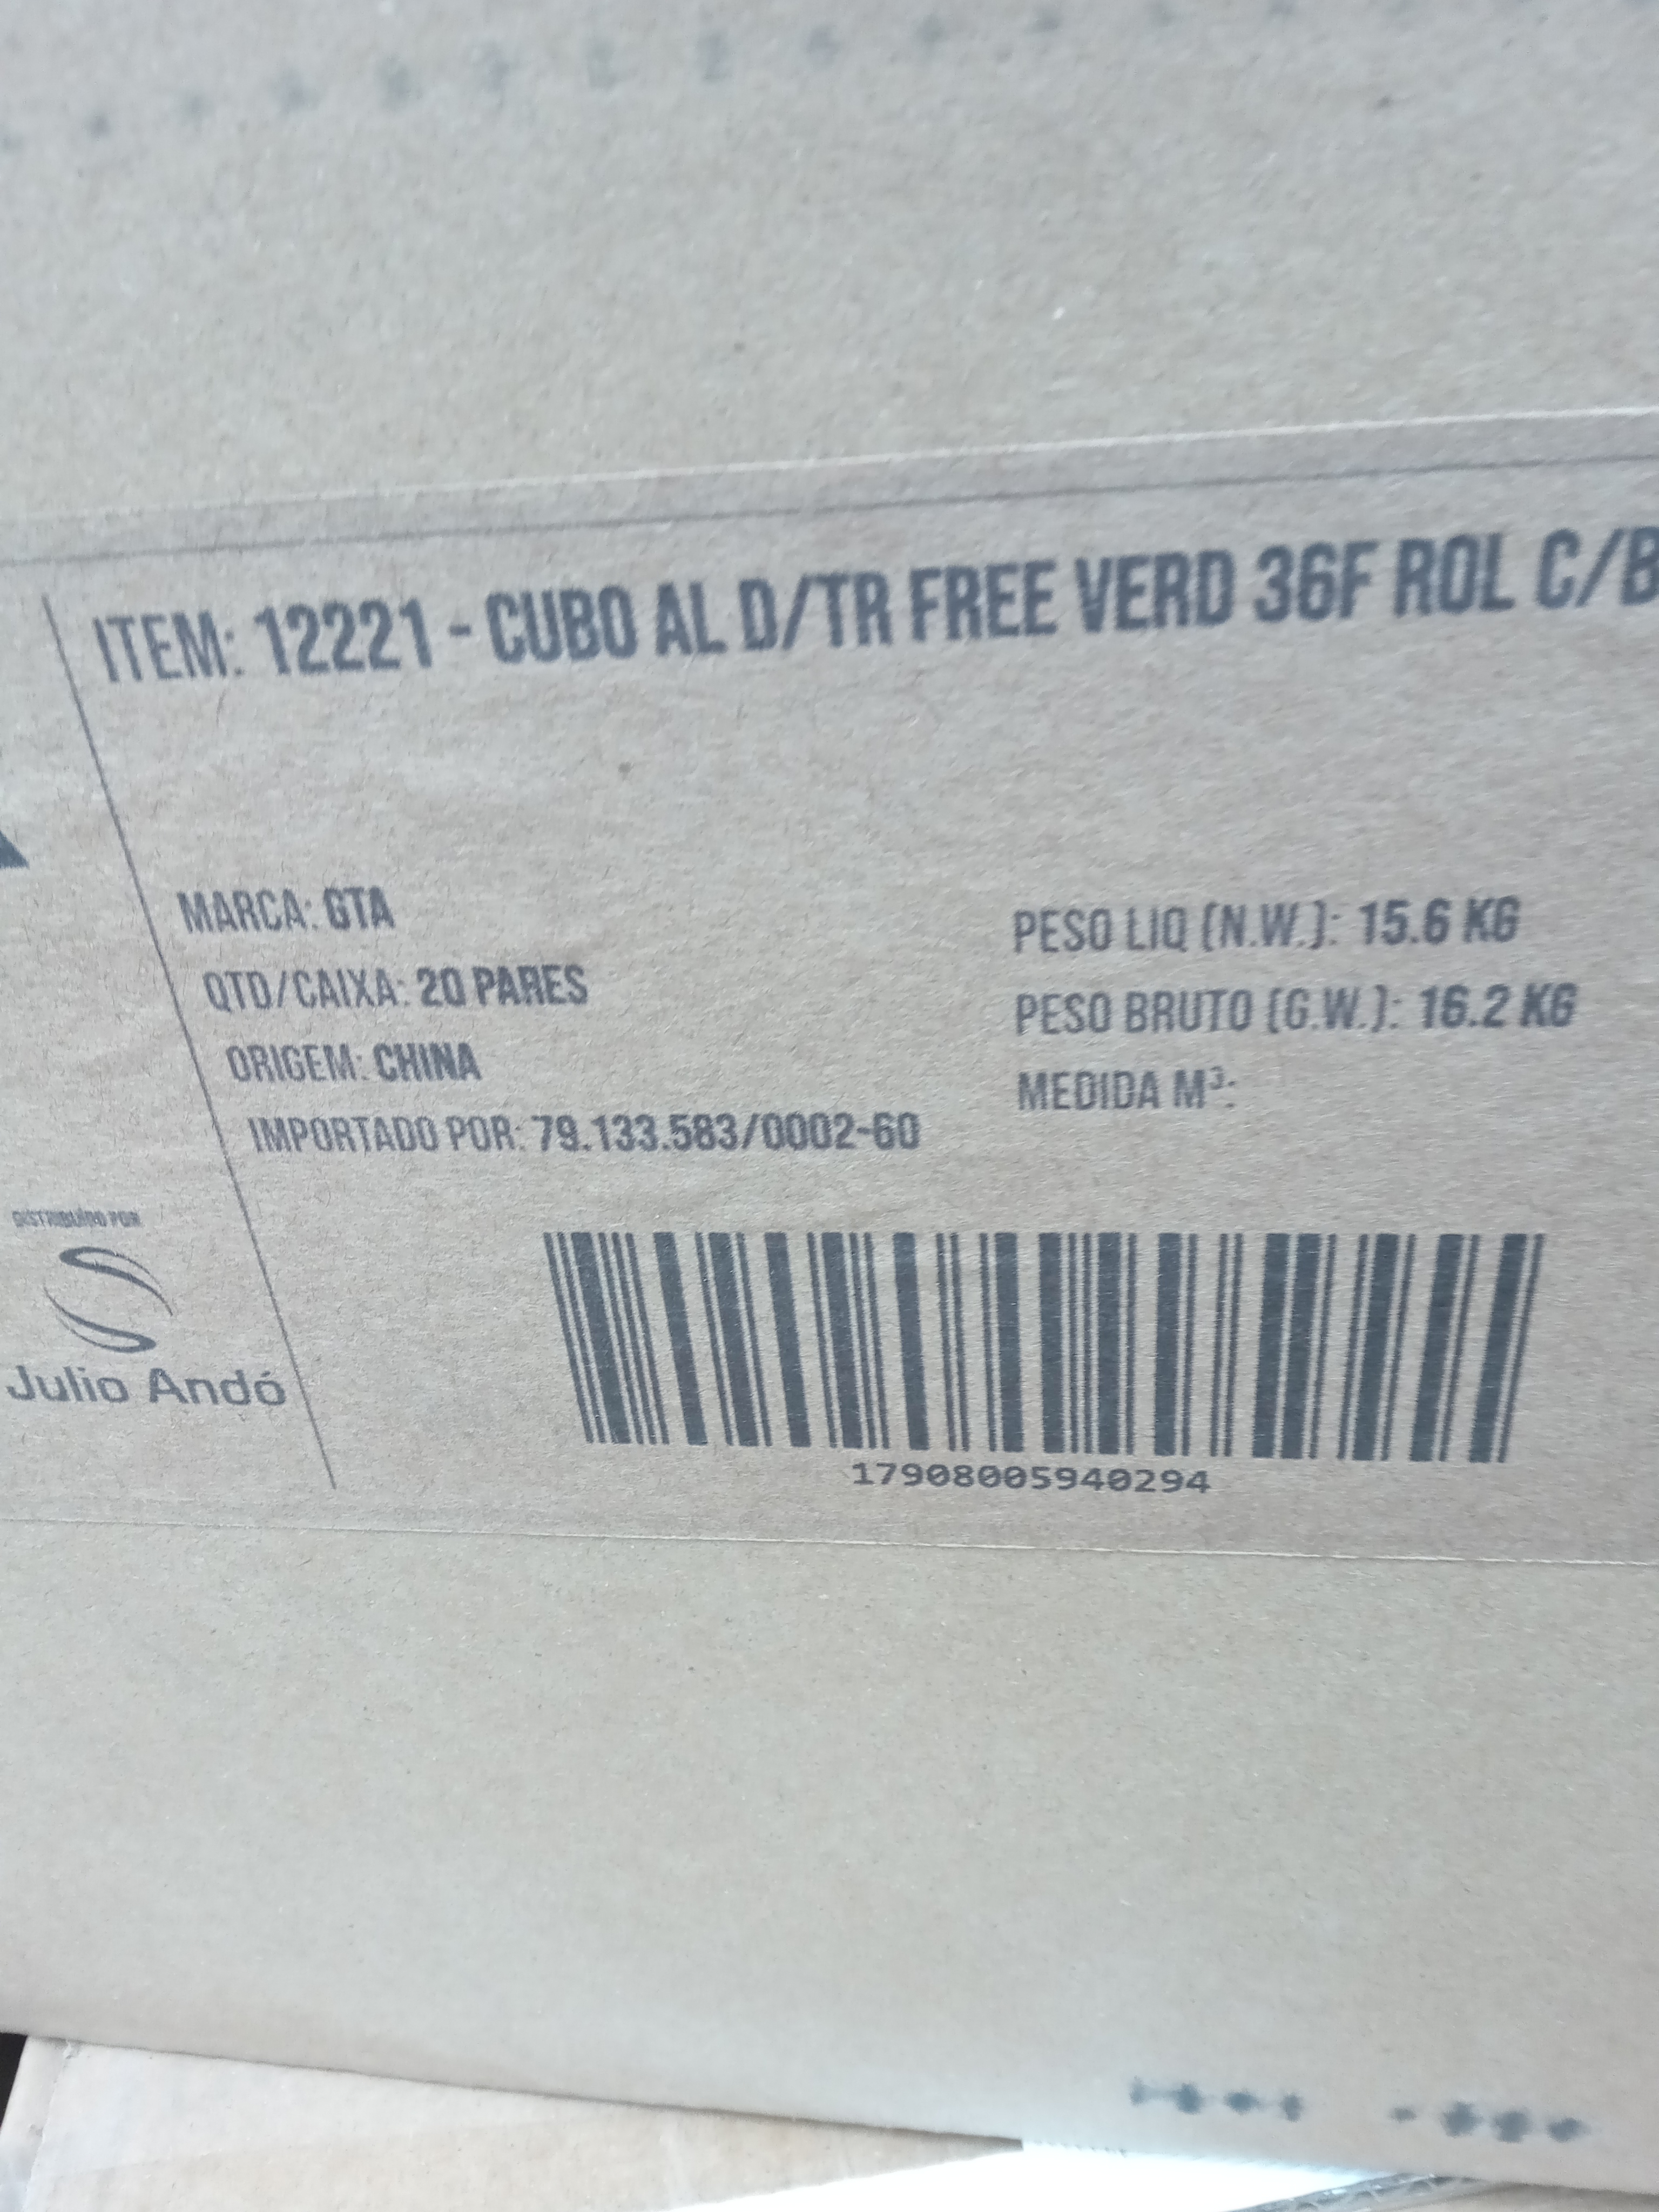 ITEM: 12221 - CUBO AL D/TR FREE VERD 36F ROL C/B
MARCA: GTA
QTD/CAIXA: 20 PARES
ORIGEM: CHINA
IMPORTADO POR: 79.133.583/0002-60
PESO LIQ (N.W.): 15.6 KG
PESO BRUTO (G.W.): 16.2 KG
MEDIDA M³:
DISTRIBUÍDO POR
Julio Andó
17908005940294